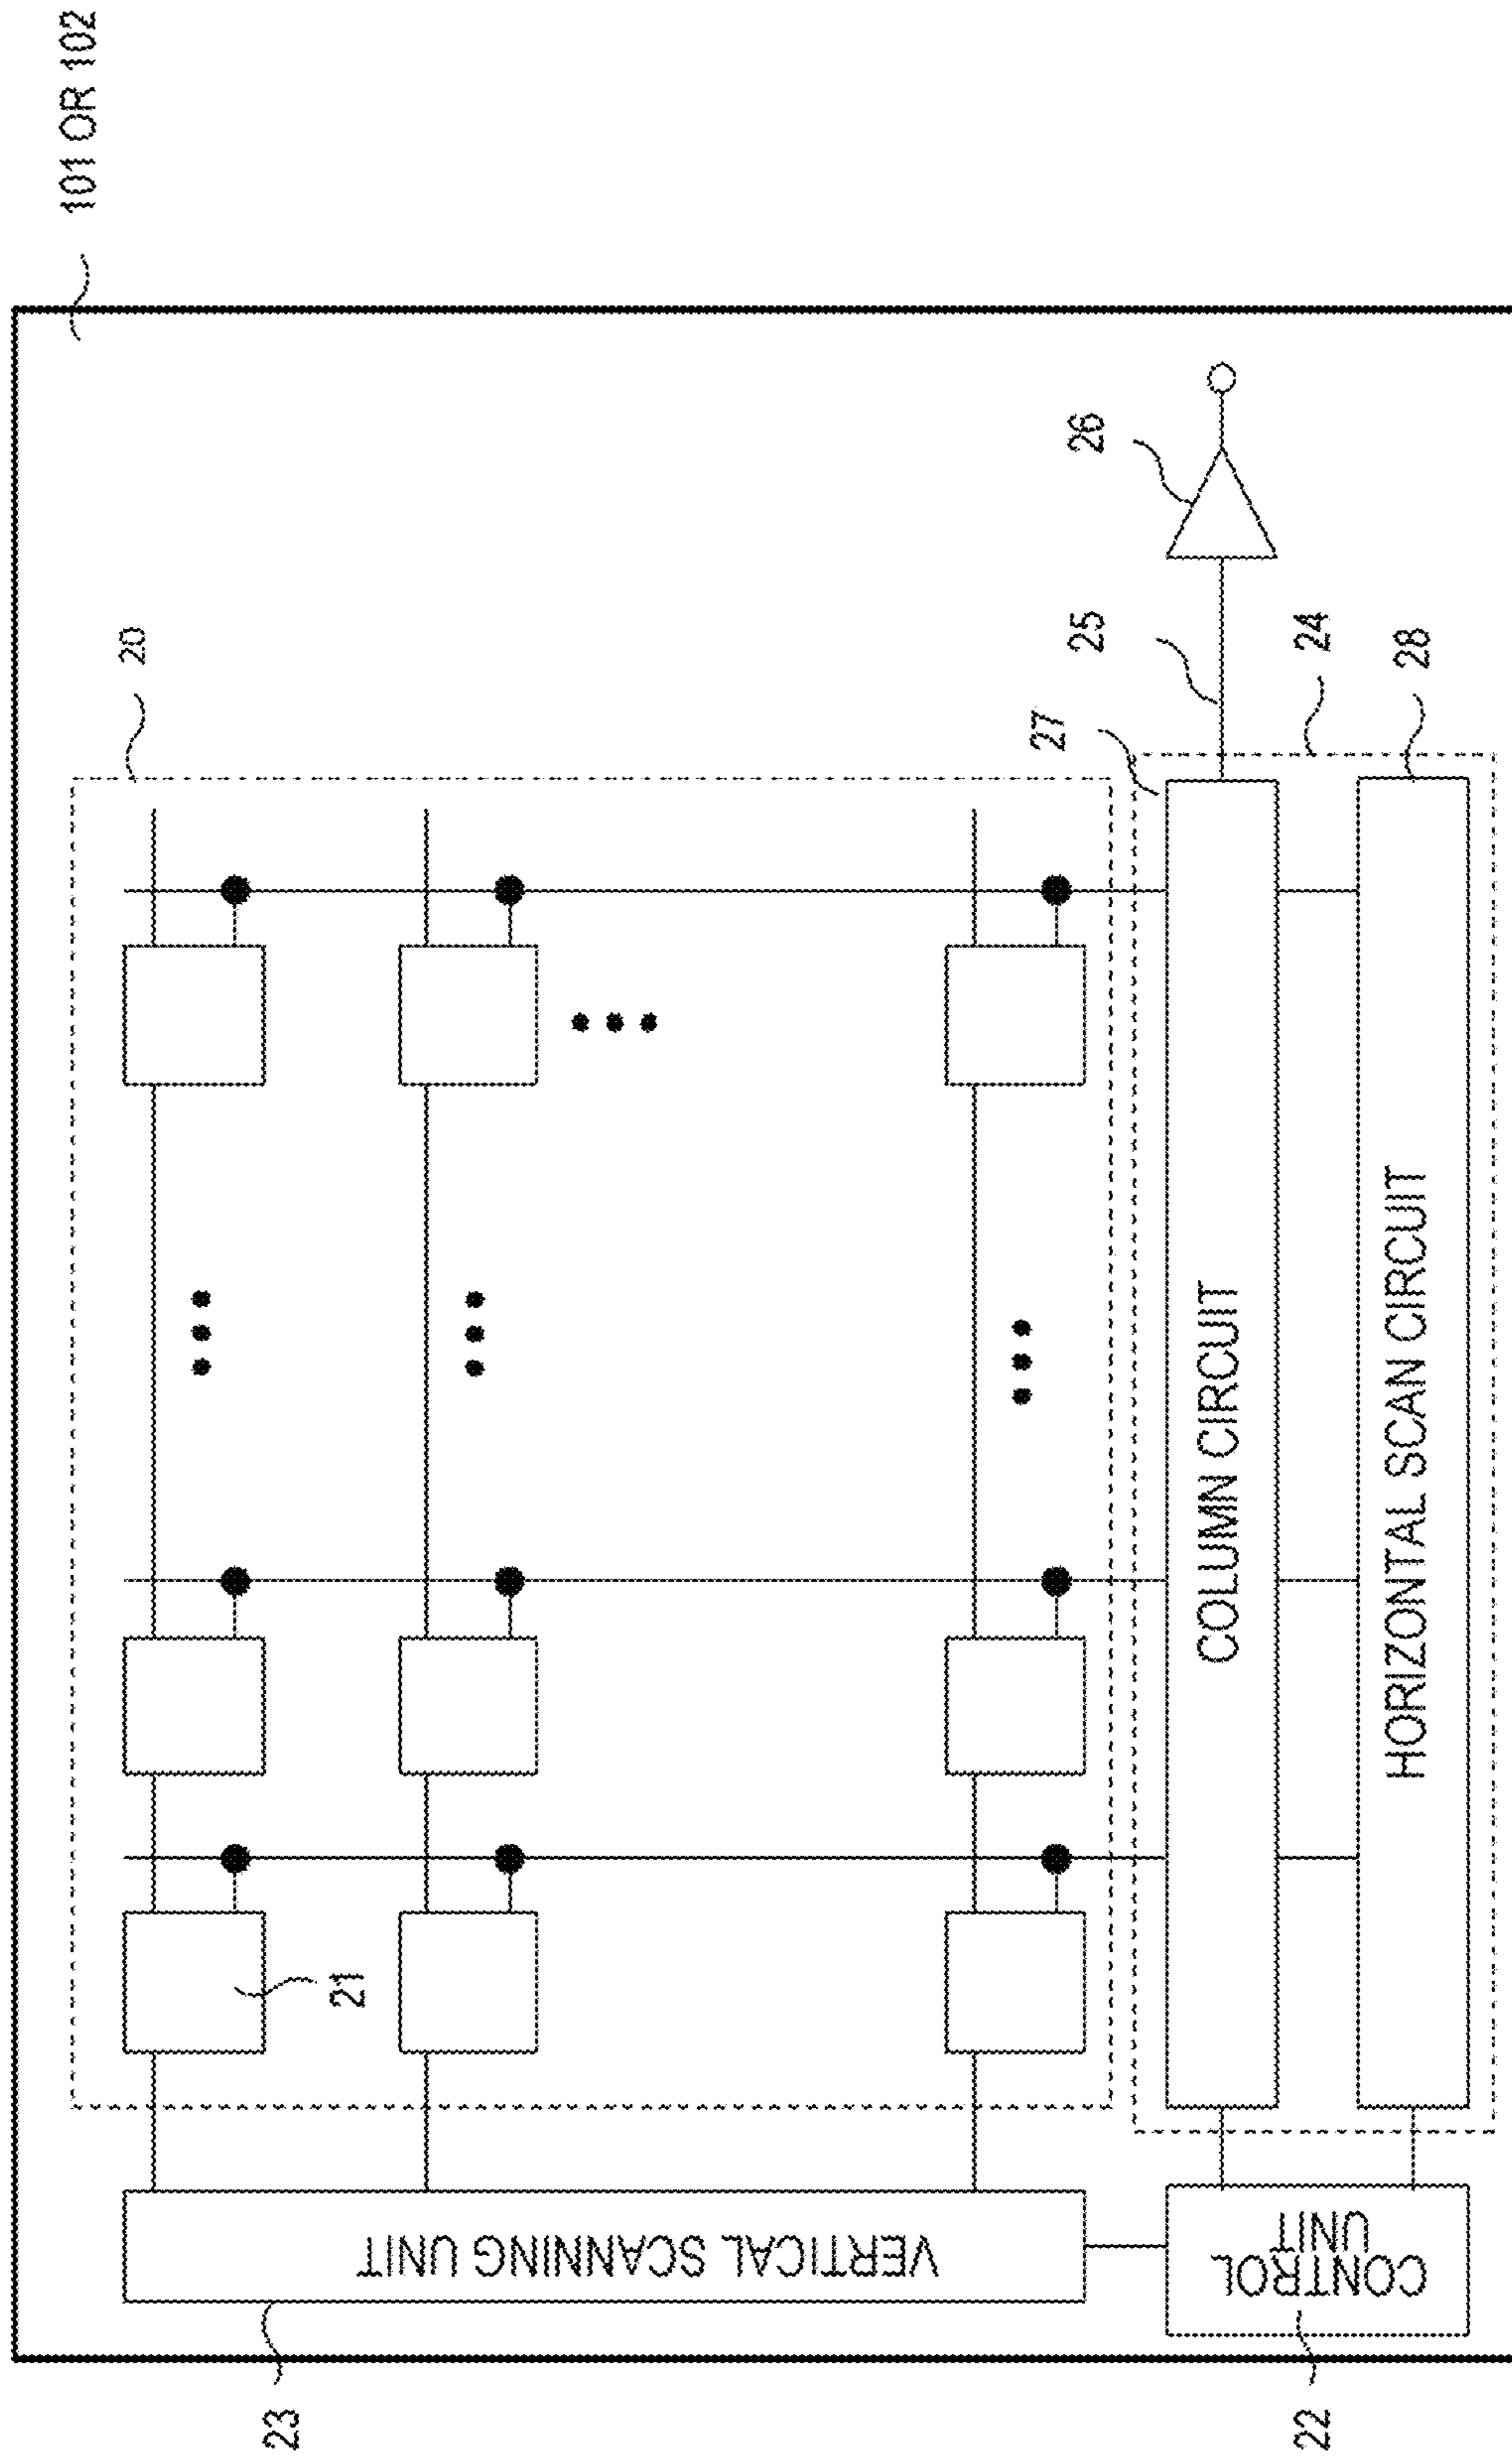 101 OR 102
20
21
23
VERTICAL SCANNING UNIT
26
25
27
24
28
COLUMN CIRCUIT
HORIZONTAL SCAN CIRCUIT
CONTROL
UNIT
22